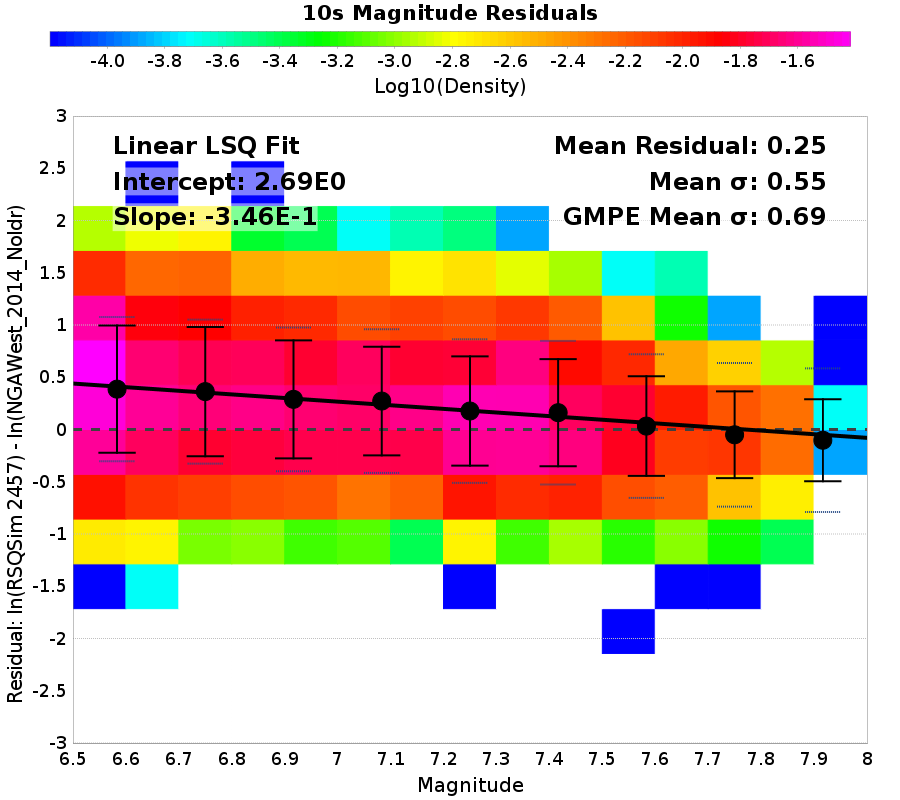 10s Magnitude Residuals
-4.0 -3.8 -3.6 -3.4 -3.2 -3.0 -2.8 -2.6 -2.4 -2.2 -2.0 -1.8 -1.6
Log10(Density)
Linear LSQ Fit
Intercept: 2.69E0
Slope: -3.46E-1
Mean Residual: 0.25
Mean σ: 0.55
GMPE Mean σ: 0.69
Residual: ln(RSQSim 2457) - ln(NGAWest_2014_NoIdr)
3
2.5
2
1.5
1
0.5
0
-0.5
-1
-1.5
-2
-2.5
-3
6.5 6.6 6.7 6.8 6.9 7 7.1 7.2 7.3 7.4 7.5 7.6 7.7 7.8 7.9 8
Magnitude